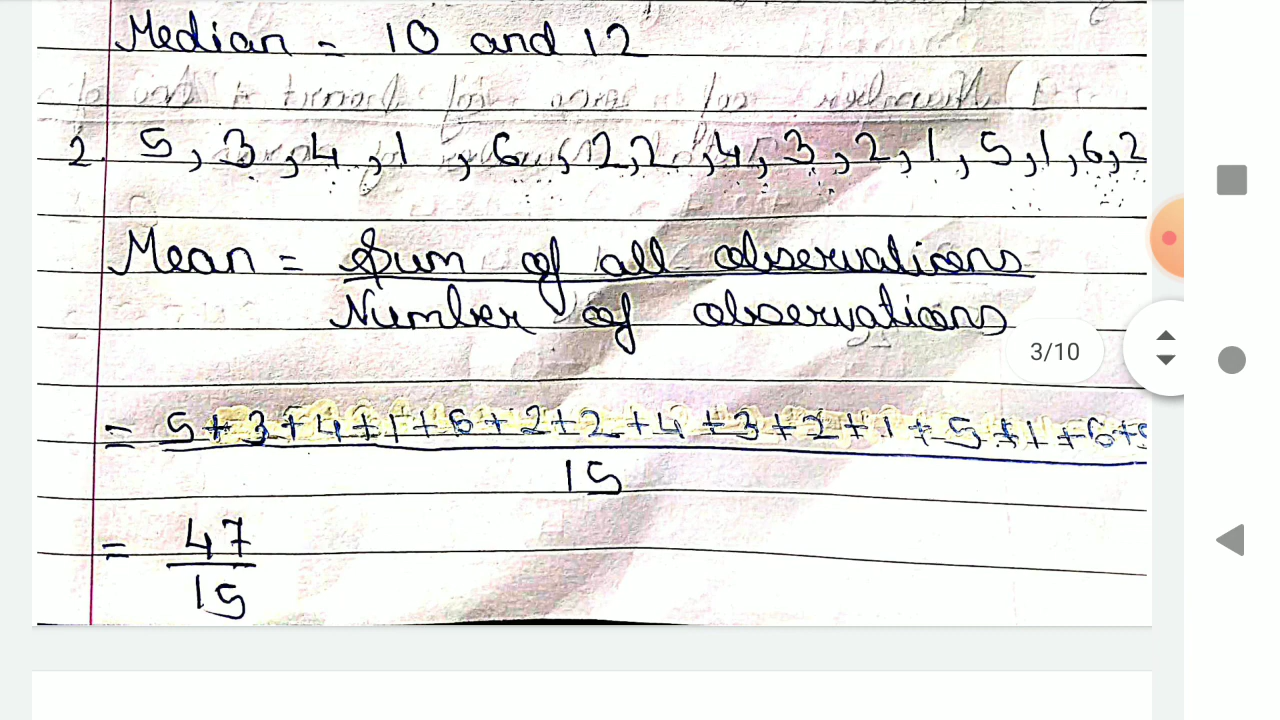 Median = 10 and 12
2. 5, 3, 4, 1, 6, 2, 2, 4, 3, 2, 1, 5, 1, 6, 2
Mean = Sum of all observations
Number of observations
3/10
= 5+3+4+1+6+2+2+4+3+2+1+5+1+6+
15
= 47
15